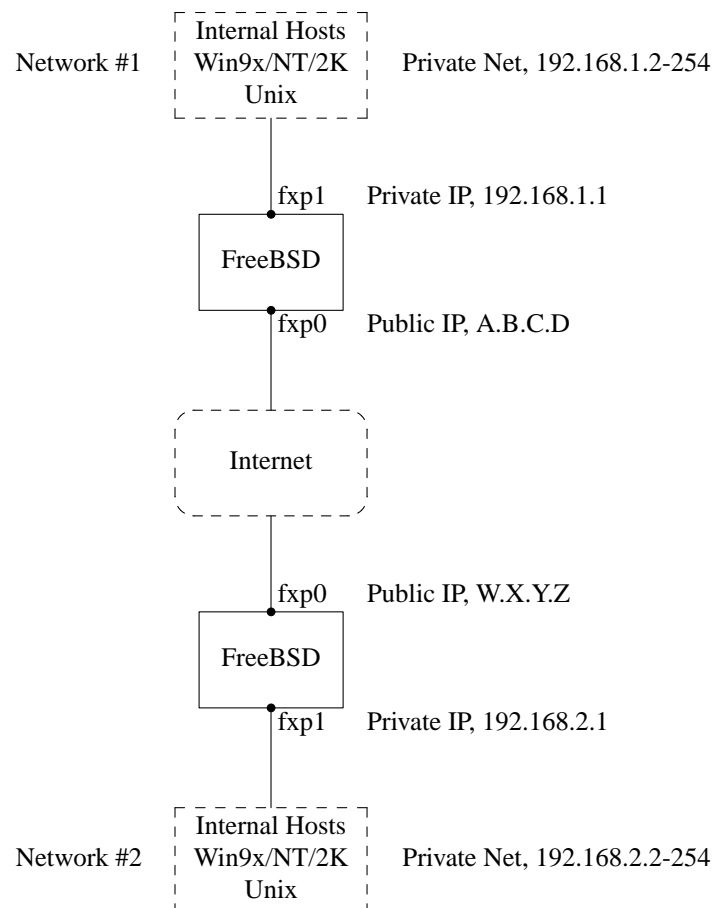 Internal Hosts
Network #1 Win9x/NT/2K Private Net, 192.168.1.2-254
Unix
fxp1 Private IP, 192.168.1.1
FreeBSD
fxp0 Public IP, A.B.C.D
Internet
fxp0 Public IP, W.X.Y.Z
FreeBSD
fxp1 Private IP, 192.168.2.1
Internal Hosts
Network #2 Win9x/NT/2K Private Net, 192.168.2.2-254
Unix